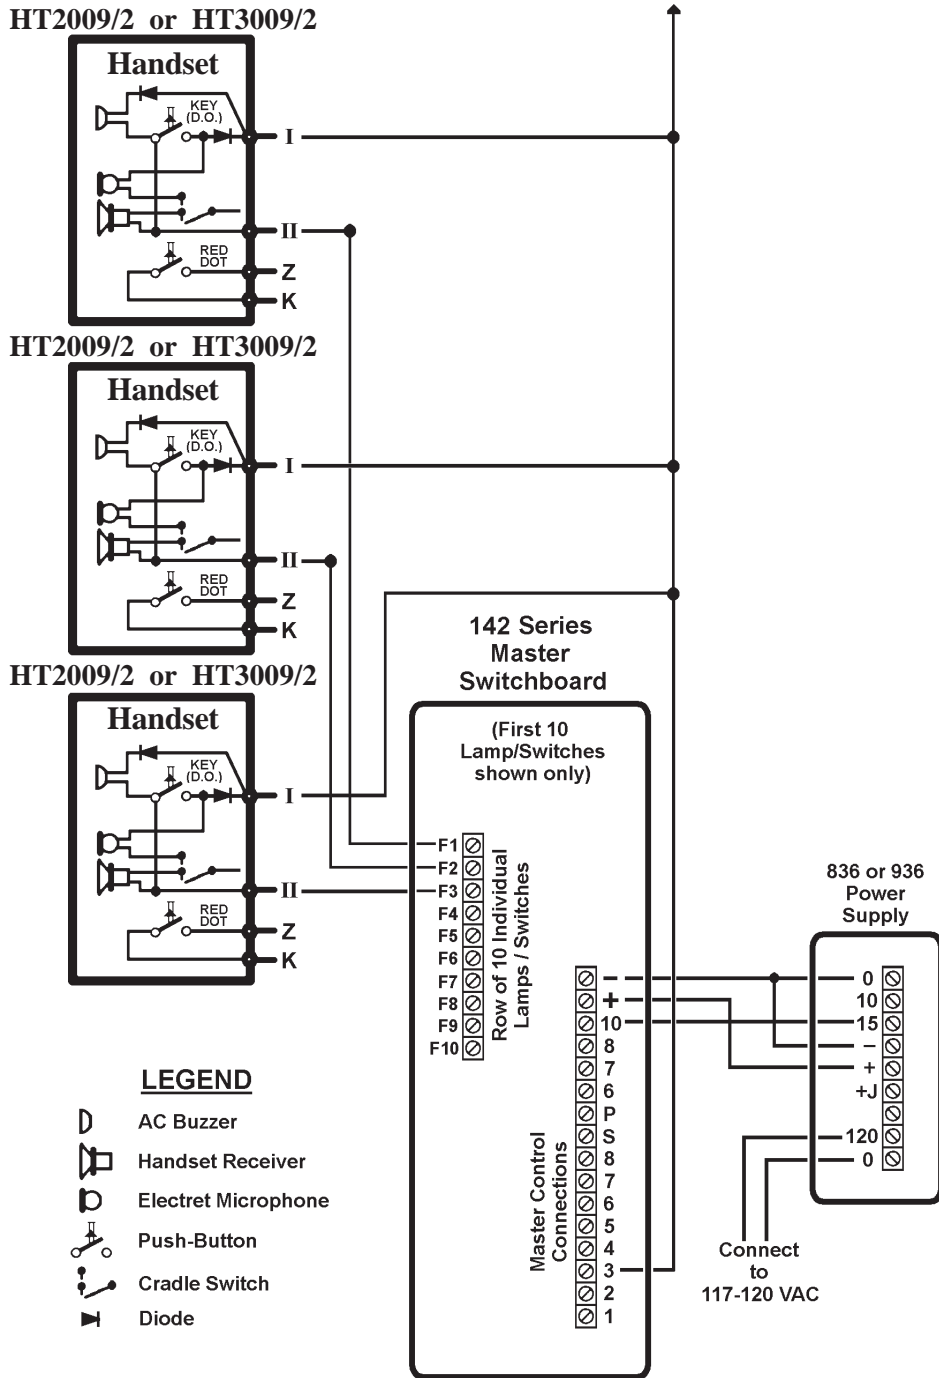 HT2009/2 or HT3009/2
Handset
KEY
(D.O.)
I
II
RED
DOT
Z
K
HT2009/2 or HT3009/2
Handset
KEY
(D.O.)
I
II
RED
DOT
Z
K
HT2009/2 or HT3009/2
Handset
KEY
(D.O.)
I
II
RED
DOT
Z
K
142 Series
Master
Switchboard
(First 10
Lamp/Switches
shown only)
F1
F2
F3
F4
F5
F6
F7
F8
F9
F10
Row of 10 Individual
Lamps / Switches
-
+
10
8
7
6
P
S
8
7
6
5
4
3
2
1
Master Control
Connections
836 or 936
Power
Supply
0
10
15
–
+
+J
120
0
Connect
to
117-120 VAC
LEGEND
AC Buzzer
Handset Receiver
Electret Microphone
Push-Button
Cradle Switch
Diode